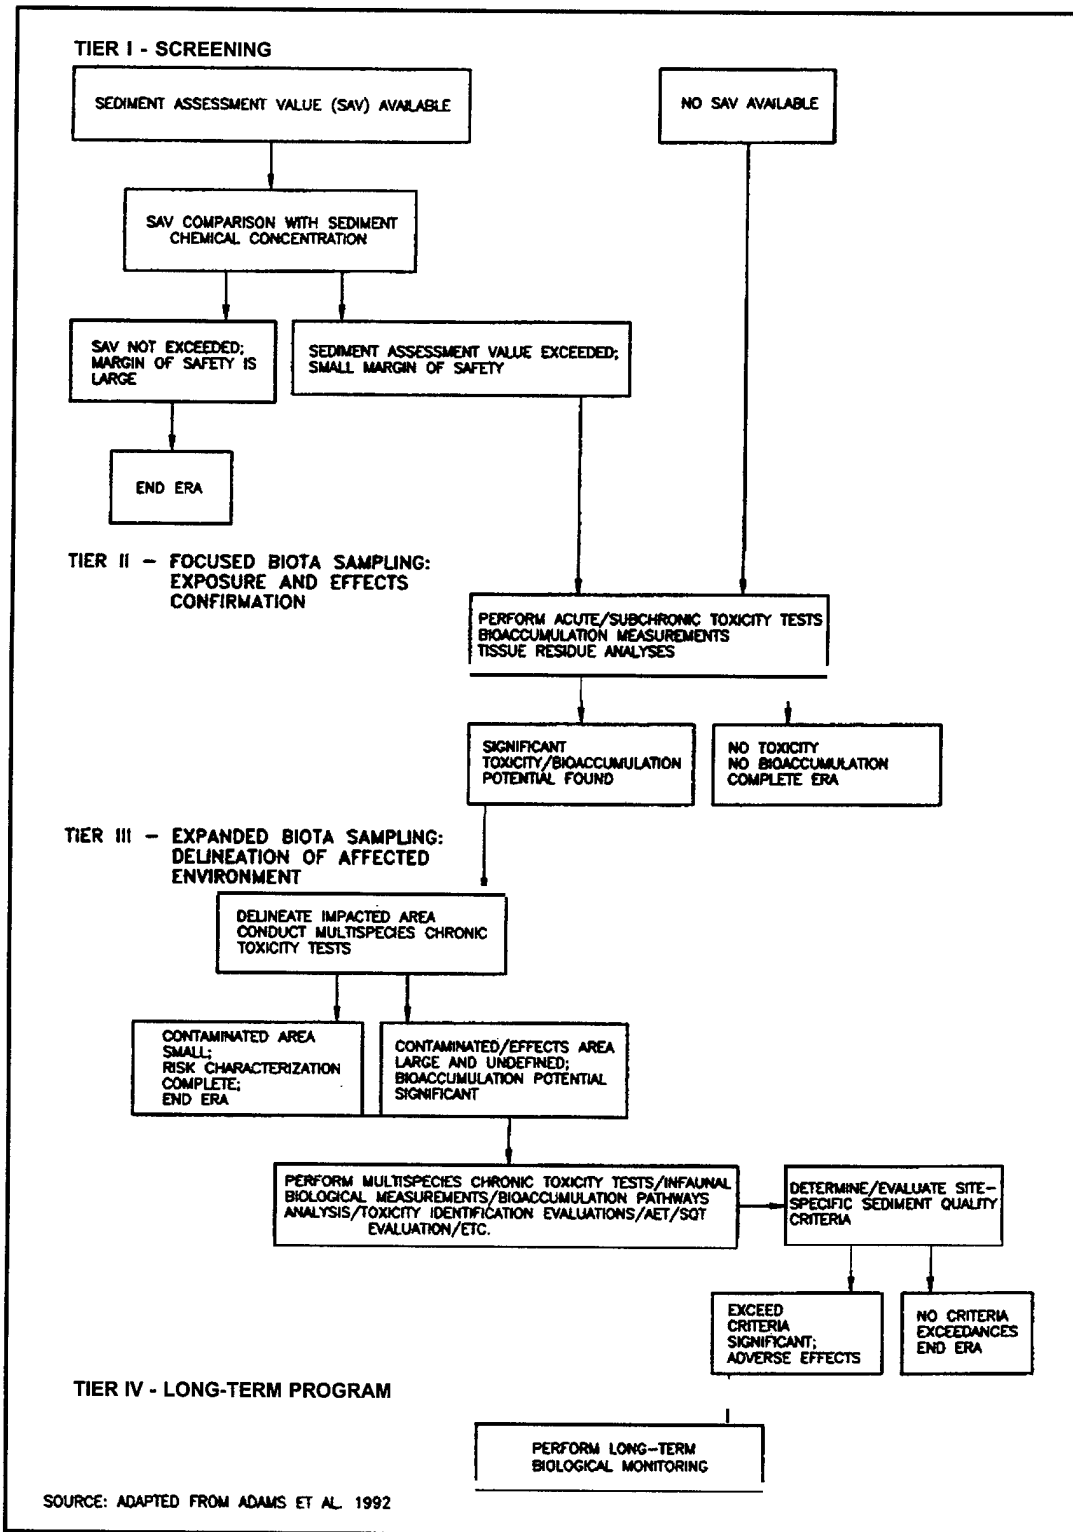 TIER I - SCREENING
SEDIMENT ASSESSMENT VALUE (SAV) AVAILABLE
NO SAV AVAILABLE
SAV COMPARISON WITH SEDIMENT
CHEMICAL CONCENTRATION
SAV NOT EXCEEDED;
MARGIN OF SAFETY IS
LARGE
SEDIMENT ASSESSMENT VALUE EXCEEDED;
SMALL MARGIN OF SAFETY
END ERA
TIER II – FOCUSED BIOTA SAMPLING:
EXPOSURE AND EFFECTS
CONFIRMATION
PERFORM ACUTE/SUBCHRONIC TOXICITY TESTS
BIOACCUMULATION MEASUREMENTS
TISSUE RESIDUE ANALYSES
SIGNIFICANT
TOXICITY/BIOACCUMULATION
POTENTIAL FOUND
NO TOXICITY
NO BIOACCUMULATION
COMPLETE ERA
TIER III – EXPANDED BIOTA SAMPLING:
DELINEATION OF AFFECTED
ENVIRONMENT
DELINEATE IMPACTED AREA
CONDUCT MULTISPECIES CHRONIC
TOXICITY TESTS
CONTAMINATED AREA
SMALL;
RISK CHARACTERIZATION
COMPLETE;
END ERA
CONTAMINATED/EFFECTS AREA
LARGE AND UNDEFINED;
BIOACCUMULATION POTENTIAL
SIGNIFICANT
PERFORM MULTISPECIES CHRONIC TOXICITY TESTS/INFAUNAL
BIOLOGICAL MEASUREMENTS/BIOACCUMULATION PATHWAYS
ANALYSIS/TOXICITY IDENTIFICATION EVALUATIONS/AET/SQT
EVALUATION/ETC.
DETERMINE/EVALUATE SITE-
SPECIFIC SEDIMENT QUALITY
CRITERIA
EXCEED
CRITERIA
SIGNIFICANT;
ADVERSE EFFECTS
NO CRITERIA
EXCEEDANCES
END ERA
TIER IV - LONG-TERM PROGRAM
PERFORM LONG-TERM
BIOLOGICAL MONITORING
SOURCE: ADAPTED FROM ADAMS ET AL. 1992